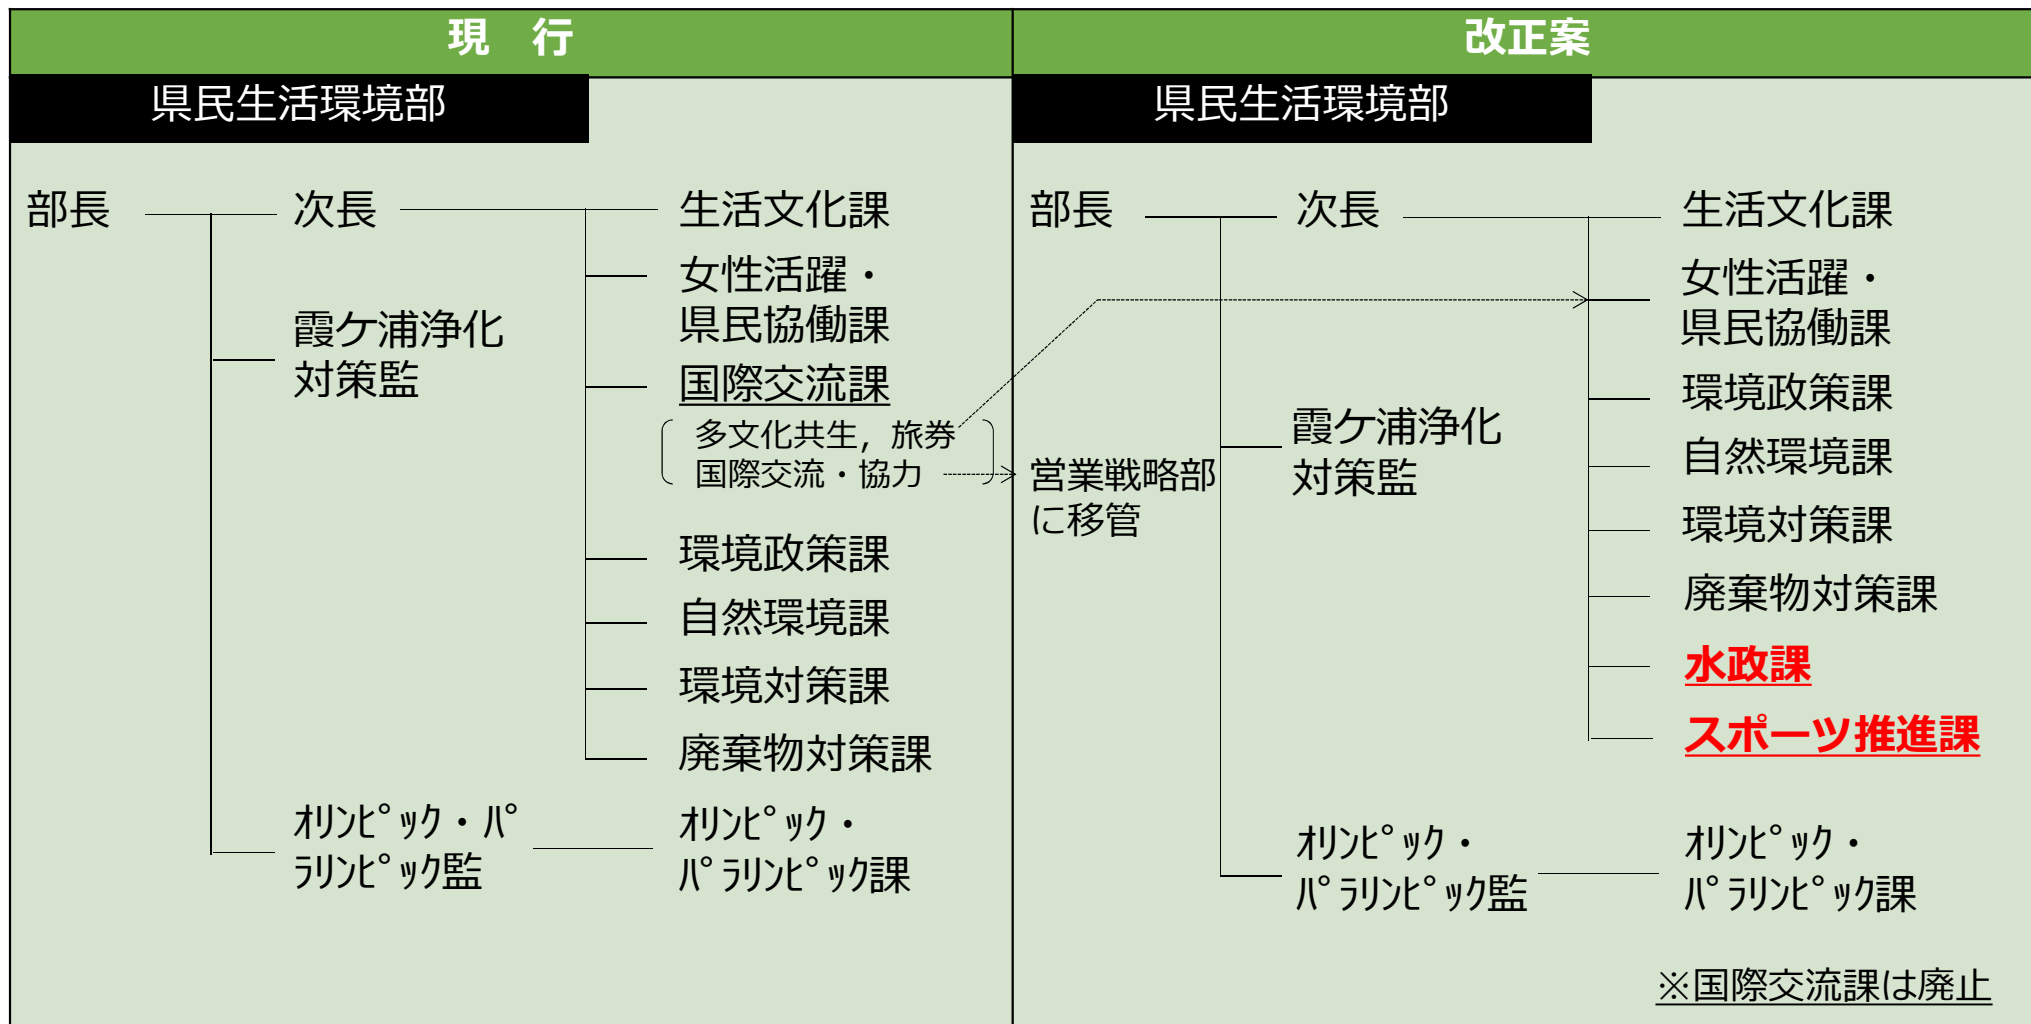 現　行
県民生活環境部
部長
次長
生活文化課
女性活躍・
県民協働課
霞ケ浦浄化
対策監
国際交流課
多文化共生，旅券
国際交流・協力
環境政策課
自然環境課
環境対策課
廃棄物対策課
ｵﾘﾝﾋﾟｯｸ・ﾊﾟ
ﾗﾘﾝﾋﾟｯｸ監
ｵﾘﾝﾋﾟｯｸ・
ﾊﾟﾗﾘﾝﾋﾟｯｸ課
改正案
県民生活環境部
部長
次長
生活文化課
女性活躍・
県民協働課
環境政策課
霞ケ浦浄化
対策監
営業戦略部
に移管
自然環境課
環境対策課
廃棄物対策課
水政課
スポーツ推進課
ｵﾘﾝﾋﾟｯｸ・
ﾊﾟﾗﾘﾝﾋﾟｯｸ監
ｵﾘﾝﾋﾟｯｸ・
ﾊﾟﾗﾘﾝﾋﾟｯｸ課
※国際交流課は廃止